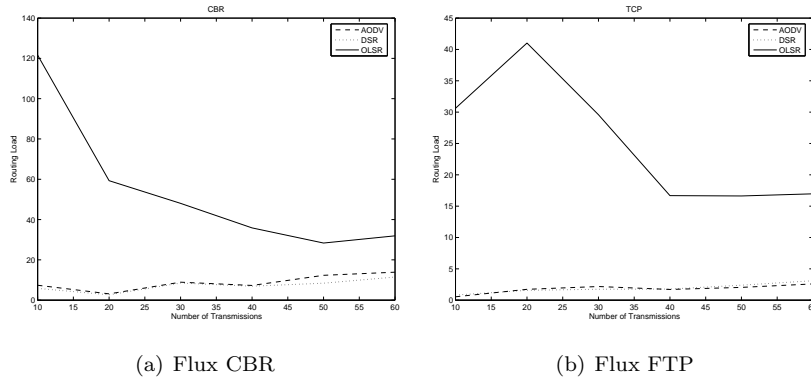 CBR
AODV
DSR
OLSR
140
120
100
80
60
40
20
0
10 15 20 25 30 35 40 45 50 55 60
Routing Load
Number of Transmissions
(a) Flux CBR
TCP
AODV
DSR
OLSR
45
40
35
30
25
20
15
10
5
0
10 15 20 25 30 35 40 45 50 55 60
Routing Load
Number of Transmissions
(b) Flux FTP